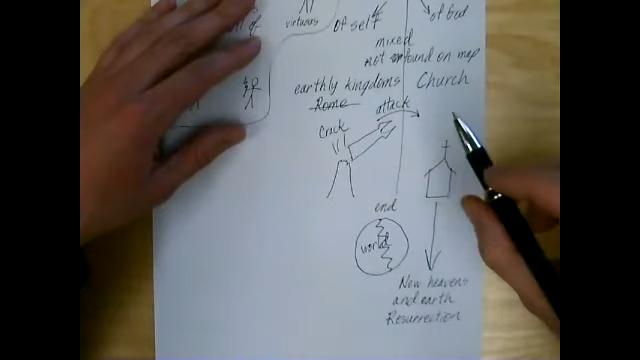 of
virtuous
of self
of God
mixed
not found on map
earthly kingdoms
Church
Rome
attack
Crack
end
world
New heavens
and earth
Resurrection